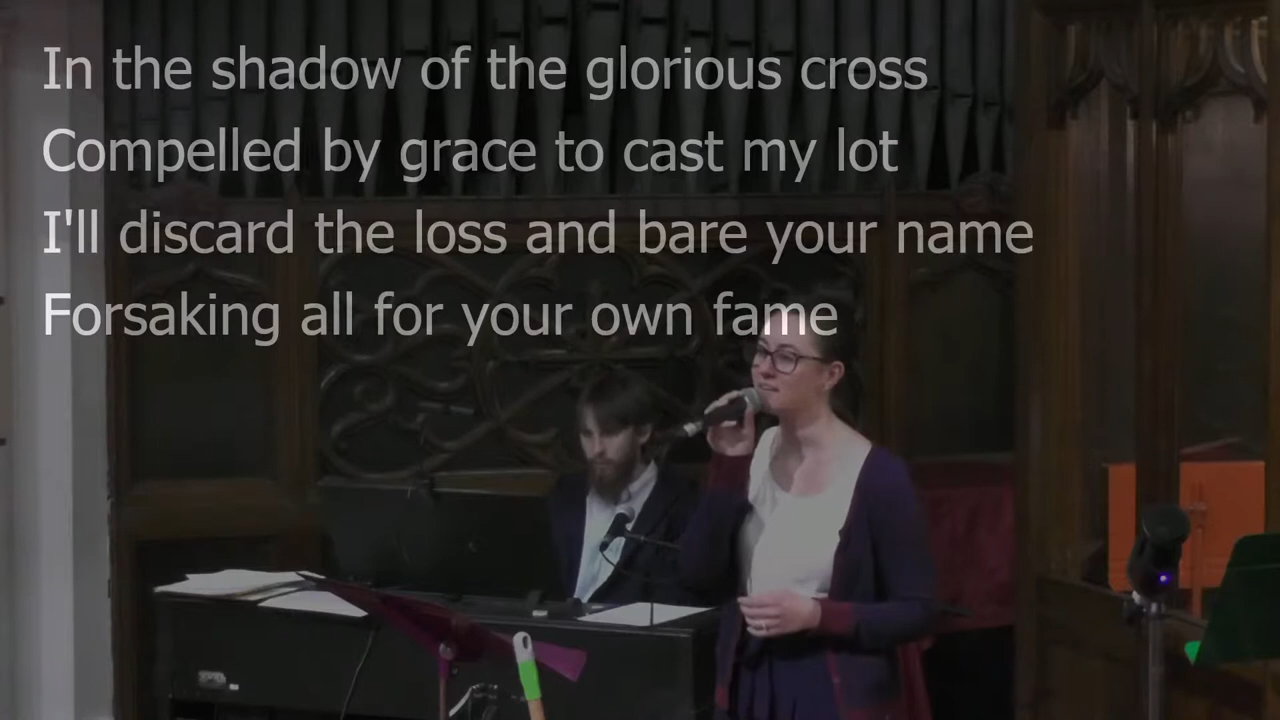 In the shadow of the glorious cross
Compelled by grace to cast my lot
I'll discard the loss and bare your name
Forsaking all for your own fame